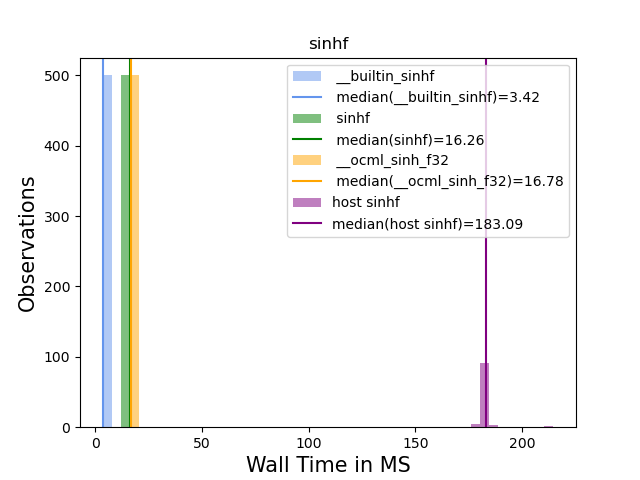 sinhf
500
400
300
200
100
0
Observations
__builtin_sinhf
median(__builtin_sinhf)=3.42
sinhf
median(sinhf)=16.26
__ocml_sinh_f32
median(__ocml_sinh_f32)=16.78
host sinhf
median(host sinhf)=183.09
0 50 100 150 200
Wall Time in MS